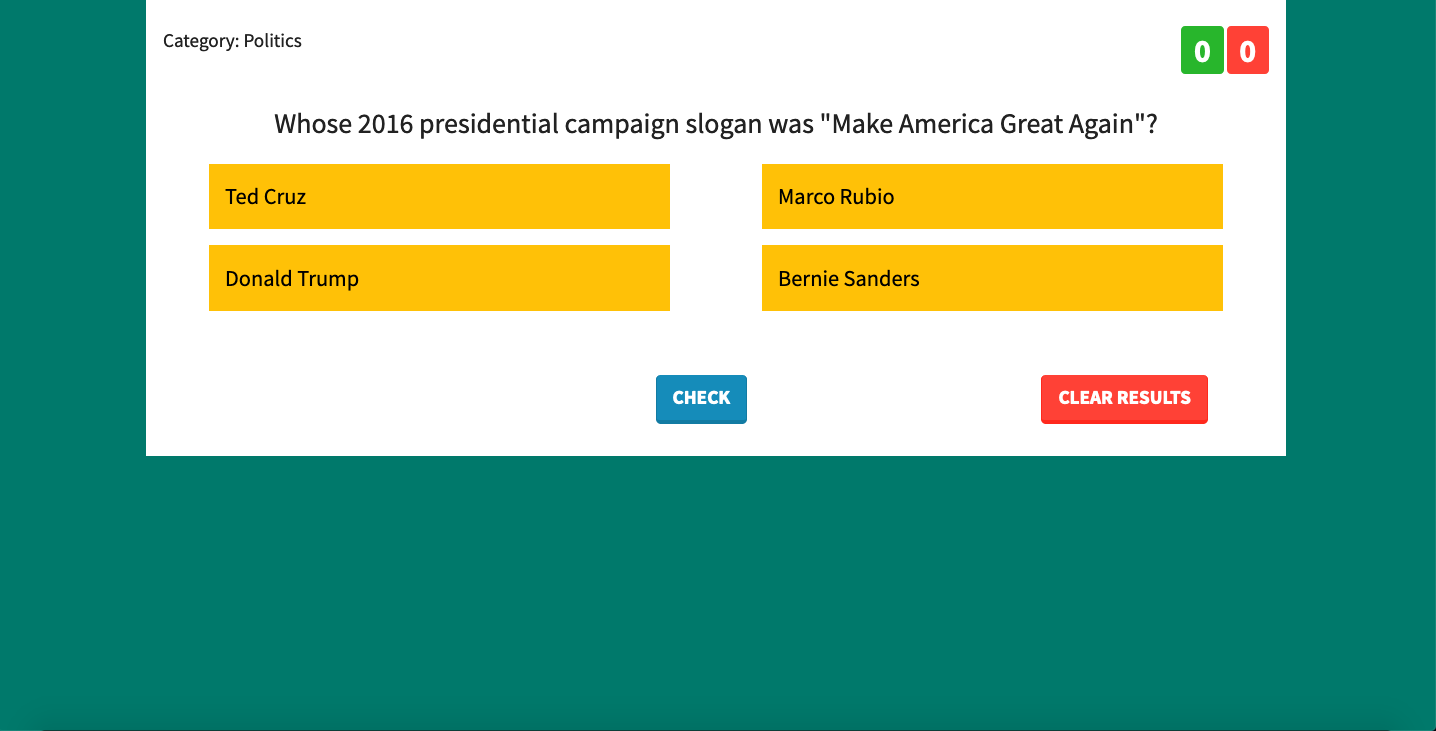 Category: Politics
0 0
Whose 2016 presidential campaign slogan was "Make America Great Again"?
Ted Cruz
Marco Rubio
Donald Trump
Bernie Sanders
CHECK
CLEAR RESULTS